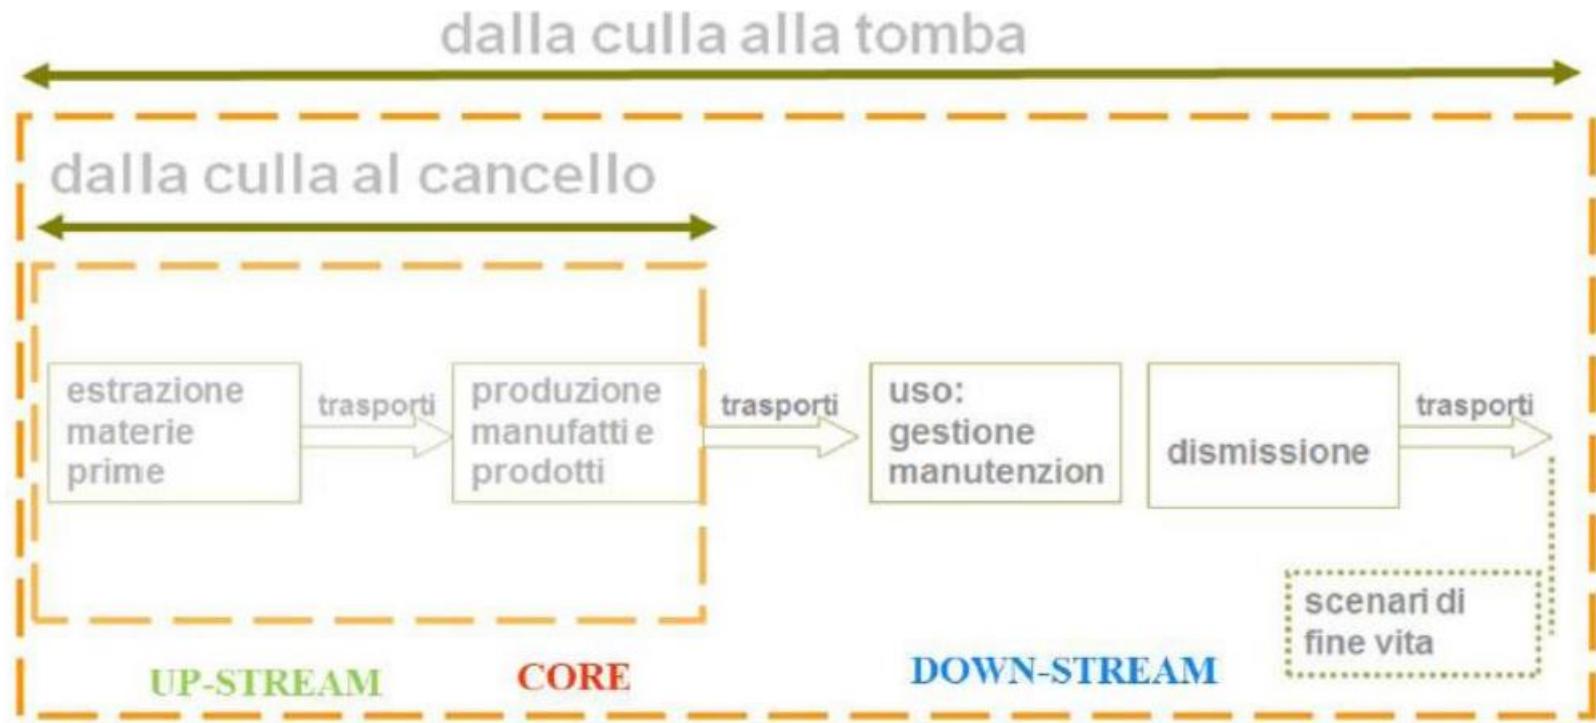 dalla culla alla tomba
dalla culla al cancello
estrazione
materie
prime
trasporti
produzione
manufatti e
prodotti
trasporti
uso:
gestione
manutenzion
dismissione
trasporti
scenari di
fine vita
UP-STREAM
CORE
DOWN-STREAM